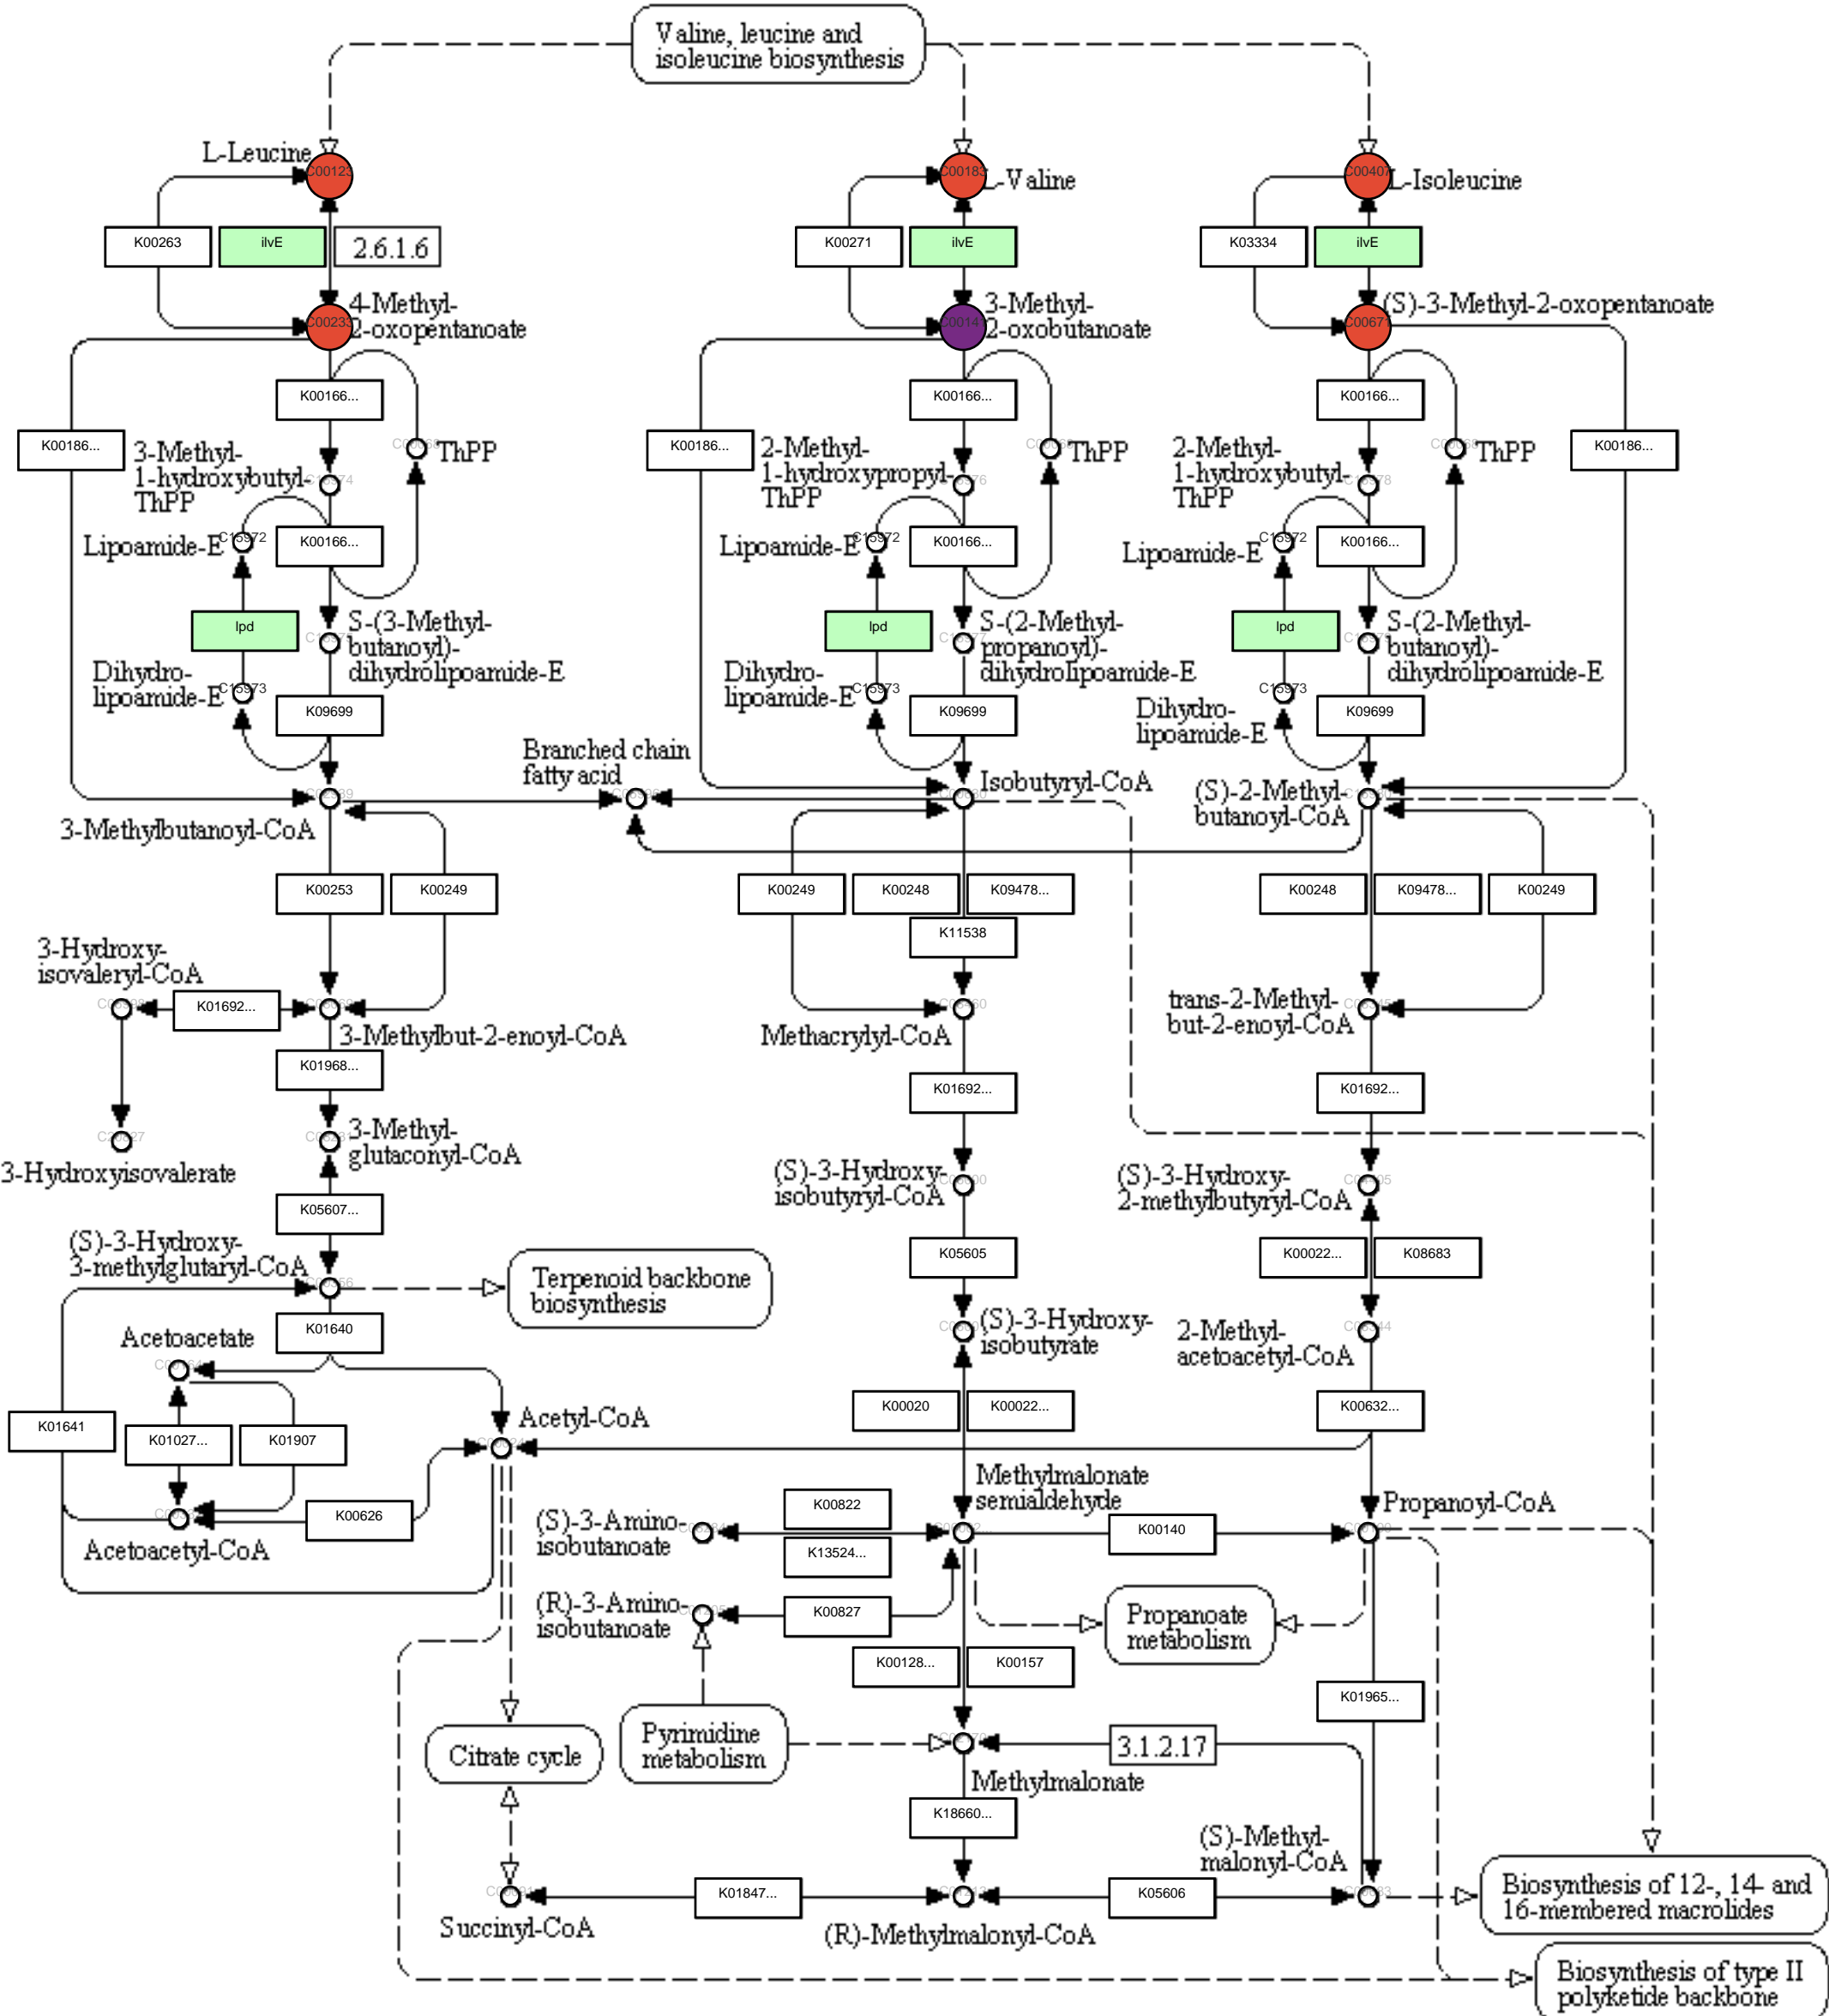 Valine, leucine and
isoleucine biosynthesis
L-Leucine
C00123
C00183
L-Valine
C00407
L-Isoleucine
K00263
ilvE
2.6.1.6
K00271
ilvE
K03334
ilvE
4-Methyl-
2-oxopentanoate
C00233
3-Methyl-
2-oxobutanoate
(S)-3-Methyl-2-oxopentanoate
K00166...
K00166...
K00166...
K00186...
K00186...
K00186...
3-Methyl-
1-hydroxybutyl-
ThPP
ThPP
2-Methyl-
1-hydroxypropyl-
ThPP
ThPP
2-Methyl-
1-hydroxybutyl-
ThPP
ThPP
Lipoamide-E
C15972
K00166...
Lipoamide-E
C15972
K00166...
Lipoamide-E
C15972
K00166...
lpd
S-(3-Methyl-
butanoyl)-
dihydrolipoamide-E
lpd
S-(2-Methyl-
propanoyl)-
dihydrolipoamide-E
lpd
S-(2-Methyl-
butanoyl)-
dihydrolipoamide-E
Dihydro-
lipoamide-E
C15973
K09699
Dihydro-
lipoamide-E
C15973
K09699
Dihydro-
lipoamide-E
C15973
K09699
Branched chain
fatty acid
Isobutyryl-CoA
(S)-2-Methyl-
butanoyl-CoA
3-Methylbutanoyl-CoA
K00253
K00249
K00249
K00248
K09478...
K11538
K00248
K09478...
K00249
3-Hydroxy-
isovaleryl-CoA
K01692...
3-Methylbut-2-enoyl-CoA
Methacrylyl-CoA
trans-2-Methyl-
but-2-enoyl-CoA
K01968...
K01692...
K01692...
3-Methyl-
glutaconyl-CoA
3-Hydroxyisovalerate
(S)-3-Hydroxy-
isobutyryl-CoA
(S)-3-Hydroxy-
2-methylbutyryl-CoA
K05607...
K05605
K00022...
K08683
(S)-3-Hydroxy-
3-methylglutaryl-CoA
Terpenoid backbone
biosynthesis
K01640
Acetoacetate
(S)-3-Hydroxy-
isobutyrate
2-Methyl-
acetoacetyl-CoA
K01641
K01027...
K01907
Acetyl-CoA
K00020
K00022...
K00632...
K00626
Acetoacetyl-CoA
Methylmalonate
semialdehyde
Propanoyl-CoA
(S)-3-Amino-
isobutanoate
K00822
K13524...
K00140
(R)-3-Amino-
isobutanoate
K00827
Propanoate
metabolism
K00128...
K00157
K01965...
Citrate cycle
Pyrimidine
metabolism
3.1.2.17
Methylmalonate
K18660...
(S)-Methyl-
malonyl-CoA
Succinyl-CoA
K01847...
(R)-Methylmalonyl-CoA
K05606
Biosynthesis of 12-, 14- and
16-membered macrolides
Biosynthesis of type II
polyketide backbone